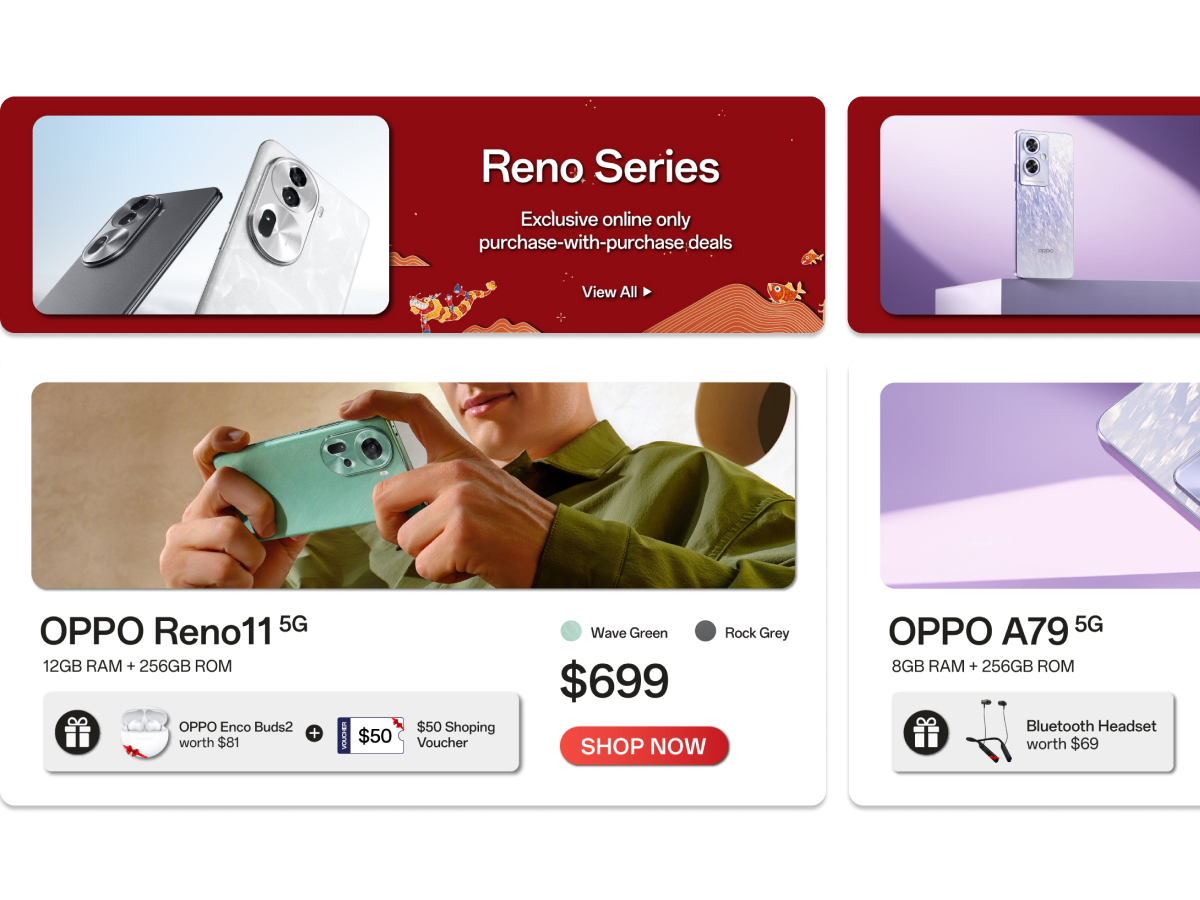 Reno Series
Exclusive online only
purchase-with-purchase deals
View All
OPPO
OPPO Reno11 5G
12GB RAM + 256GB ROM
OPPO Enco Buds2
worth $81
VOUCHER
$50
$50 Shoping
Voucher
Wave Green
Rock Grey
$699
SHOP NOW
OPPO A79 5G
8GB RAM + 256GB ROM
Bluetooth Headset
worth $69